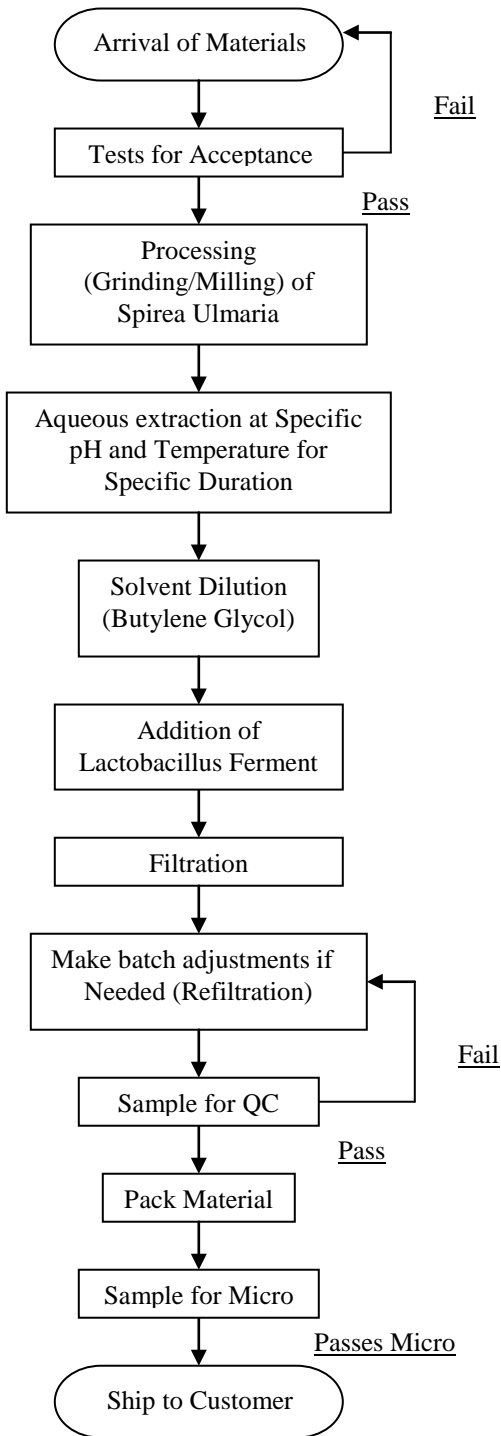 Arrival of Materials
Fail
Tests for Acceptance
Pass
Processing
(Grinding/Milling) of
Spirea Ulmaria
Aqueous extraction at Specific
pH and Temperature for
Specific Duration
Solvent Dilution
(Butylene Glycol)
Addition of
Lactobacillus Ferment
Filtration
Make batch adjustments if
Needed (Refiltration)
Fail
Sample for QC
Pass
Pack Material
Sample for Micro
Passes Micro
Ship to Customer